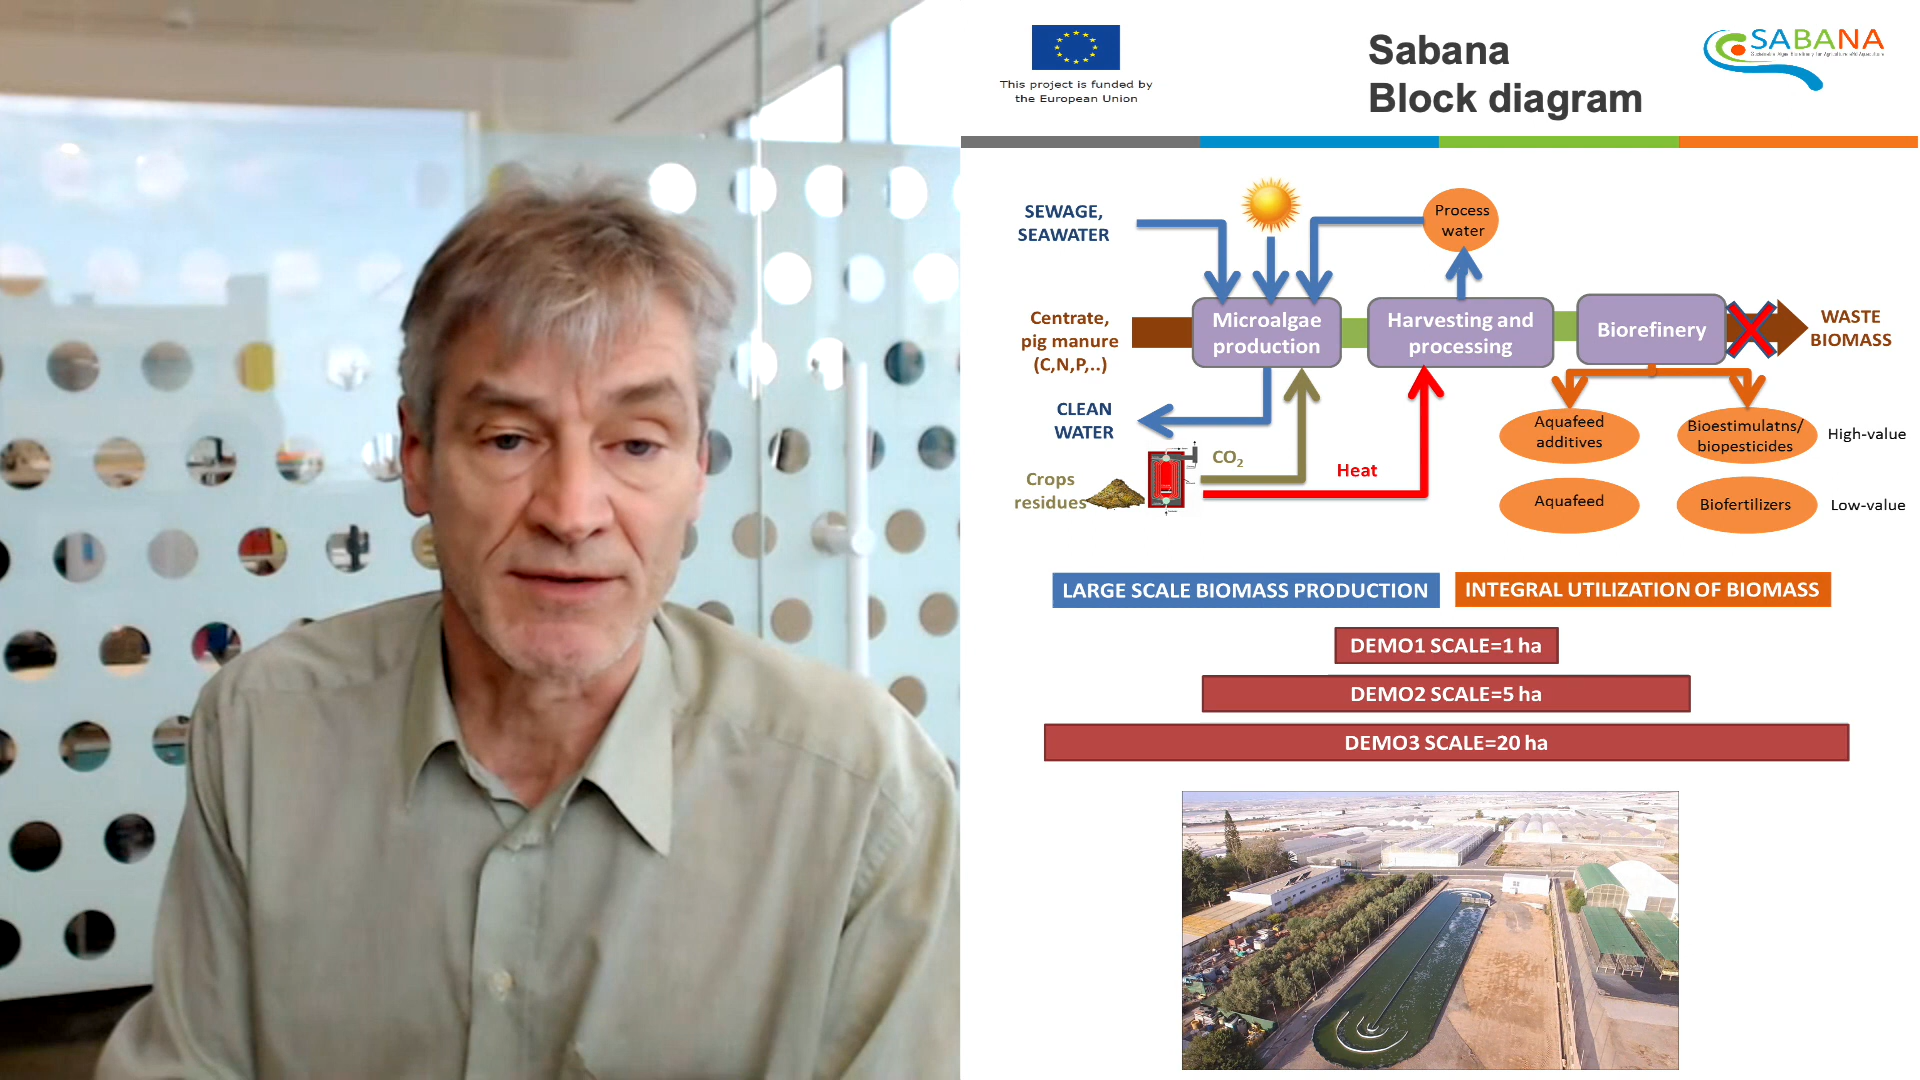 This project is funded by
the European Union
Sabana
Block diagram
SABANA
SEWAGE,
SEAWATER
Process
water
Centrate,
pig manure
(C,N,P,..)
Microalgae
production
Harvesting and
processing
Biorefinery
WASTE
BIOMASS
CLEAN
WATER
Aquafeed
additives
Bioestimulatns/
biopesticides
High-value
CO₂
Heat
Crops
residues
Aquafeed
Biofertilizers
Low-value
LARGE SCALE BIOMASS PRODUCTION
INTEGRAL UTILIZATION OF BIOMASS
DEMO1 SCALE=1 ha
DEMO2 SCALE=5 ha
DEMO3 SCALE=20 ha